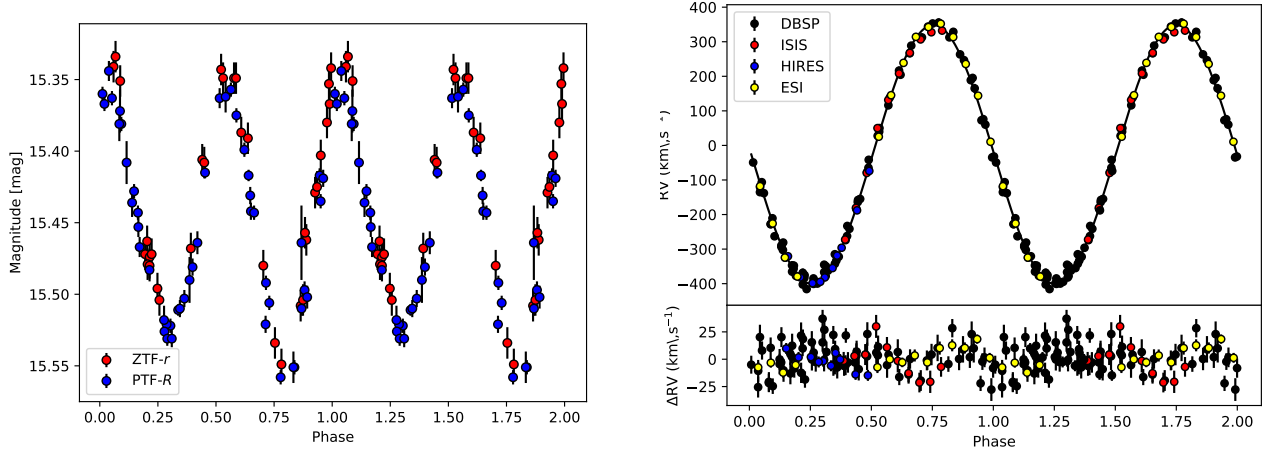 15.35
15.40
15.45
15.50
15.55
Magnitude [mag]
ZTF-r
PTF-R
0.00 0.25 0.50 0.75 1.00 1.25 1.50 1.75 2.00
Phase
400
300
200
100
0
−100
−200
−300
−400
RV (km\,s⁻¹)
DBSP
ISIS
HIRES
ESI
25
0
−25
ΔRV (km\,s⁻¹)
0.00 0.25 0.50 0.75 1.00 1.25 1.50 1.75 2.00
Phase